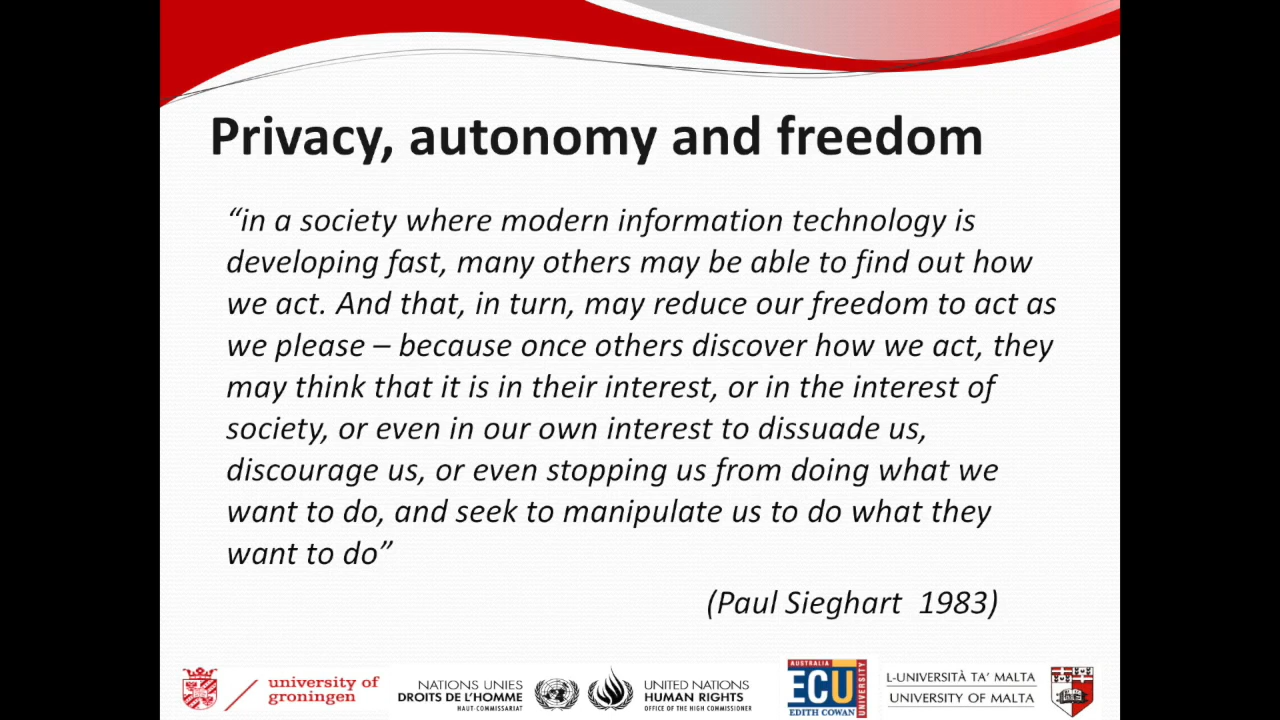 Privacy, autonomy and freedom
“in a society where modern information technology is
developing fast, many others may be able to find out how
we act. And that, in turn, may reduce our freedom to act as
we please – because once others discover how we act, they
may think that it is in their interest, or in the interest of
society, or even in our own interest to dissuade us,
discourage us, or even stopping us from doing what we
want to do, and seek to manipulate us to do what they
want to do”
(Paul Sieghart 1983)
university of
groningen
NATIONS UNIES
DROITS DE L'HOMME
HAUT-COMMISSARIAT
UNITED NATIONS
HUMAN RIGHTS
OFFICE OF THE HIGH COMMISSIONER
AUSTRALIA
ECU
EDITH COWAN
UNIVERSITY
L-UNIVERSITÀ TA' MALTA
UNIVERSITY OF MALTA